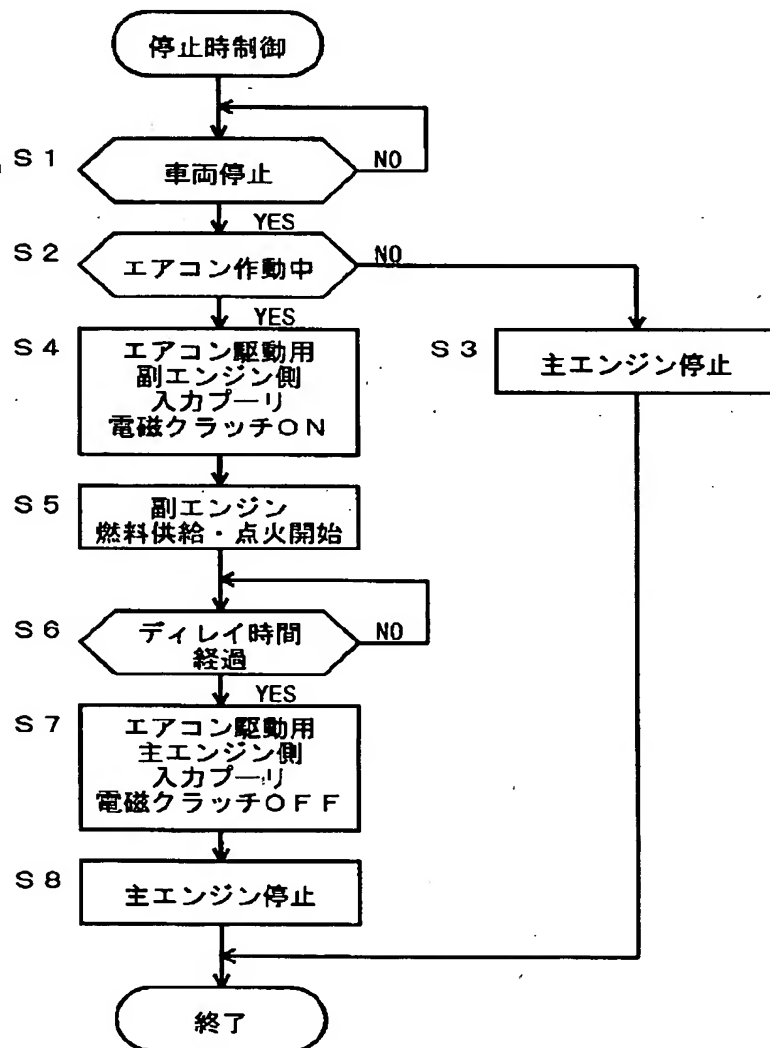 停止時制御
S1
車両停止
NO
YES
S2
エアコン作動中
NO
YES
S4
エアコン駆動用
副エンジン側
入力プーリ
電磁クラッチON
S3
主エンジン停止
S5
副エンジン
燃料供給・点火開始
S6
ディレイ時間
経過
NO
YES
S7
エアコン駆動用
主エンジン側
入力プーリ
電磁クラッチOFF
S8
主エンジン停止
終了